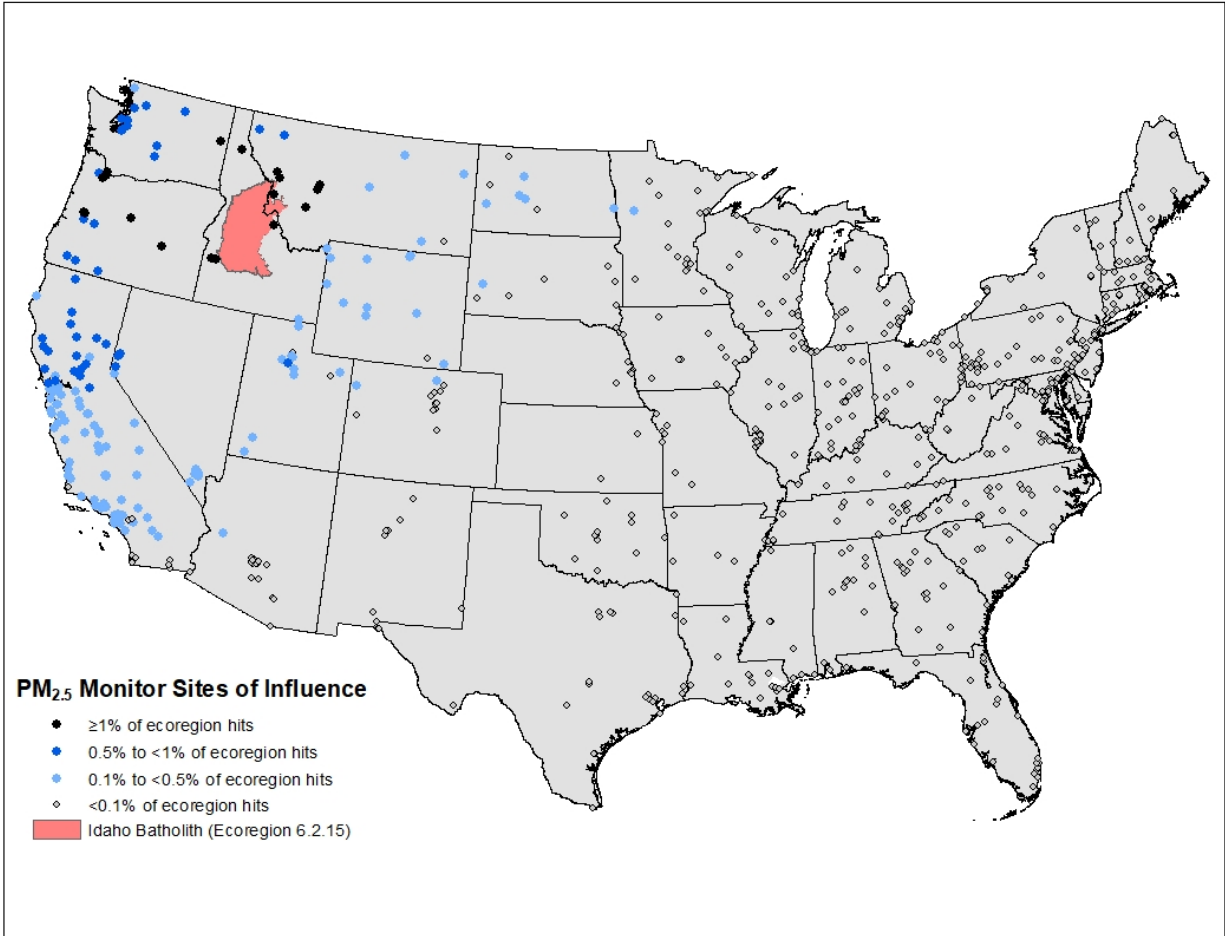 PM2.5 Monitor Sites of Influence
≥1% of ecoregion hits
0.5% to <1% of ecoregion hits
0.1% to <0.5% of ecoregion hits
<0.1% of ecoregion hits
Idaho Batholith (Ecoregion 6.2.15)